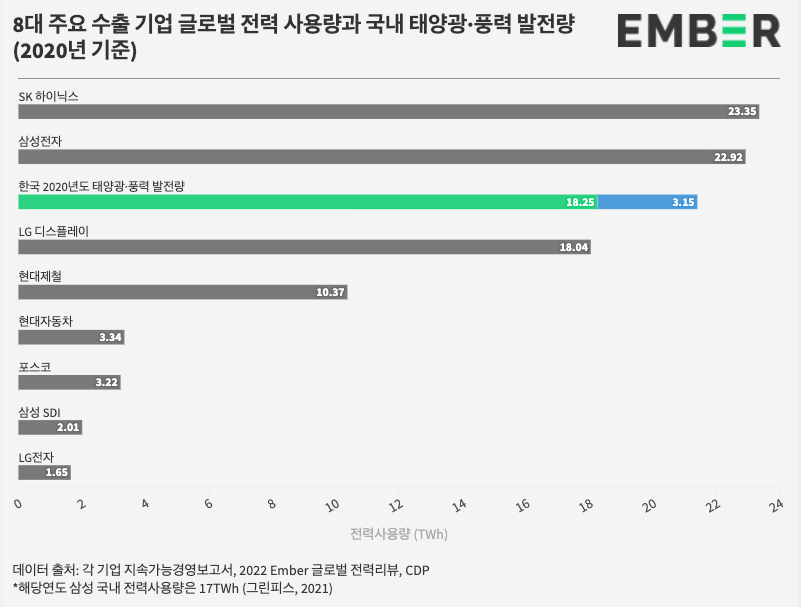 8대 주요 수출 기업 글로벌 전력 사용량과 국내 태양광·풍력 발전량
(2020년 기준)
EMBER
SK 하이닉스
23.35
삼성전자
22.92
한국 2020년도 태양광·풍력 발전량
18.25 3.15
LG 디스플레이
18.04
현대제철
10.37
현대자동차
3.34
포스코
3.22
삼성 SDI
2.01
LG전자
1.65
0 2 4 6 8 10 12 14 16 18 20 22 24
전력사용량 (TWh)
데이터 출처: 각 기업 지속가능경영보고서, 2022 Ember 글로벌 전력리뷰, CDP
*해당연도 삼성 국내 전력사용량은 17TWh (그린피스, 2021)